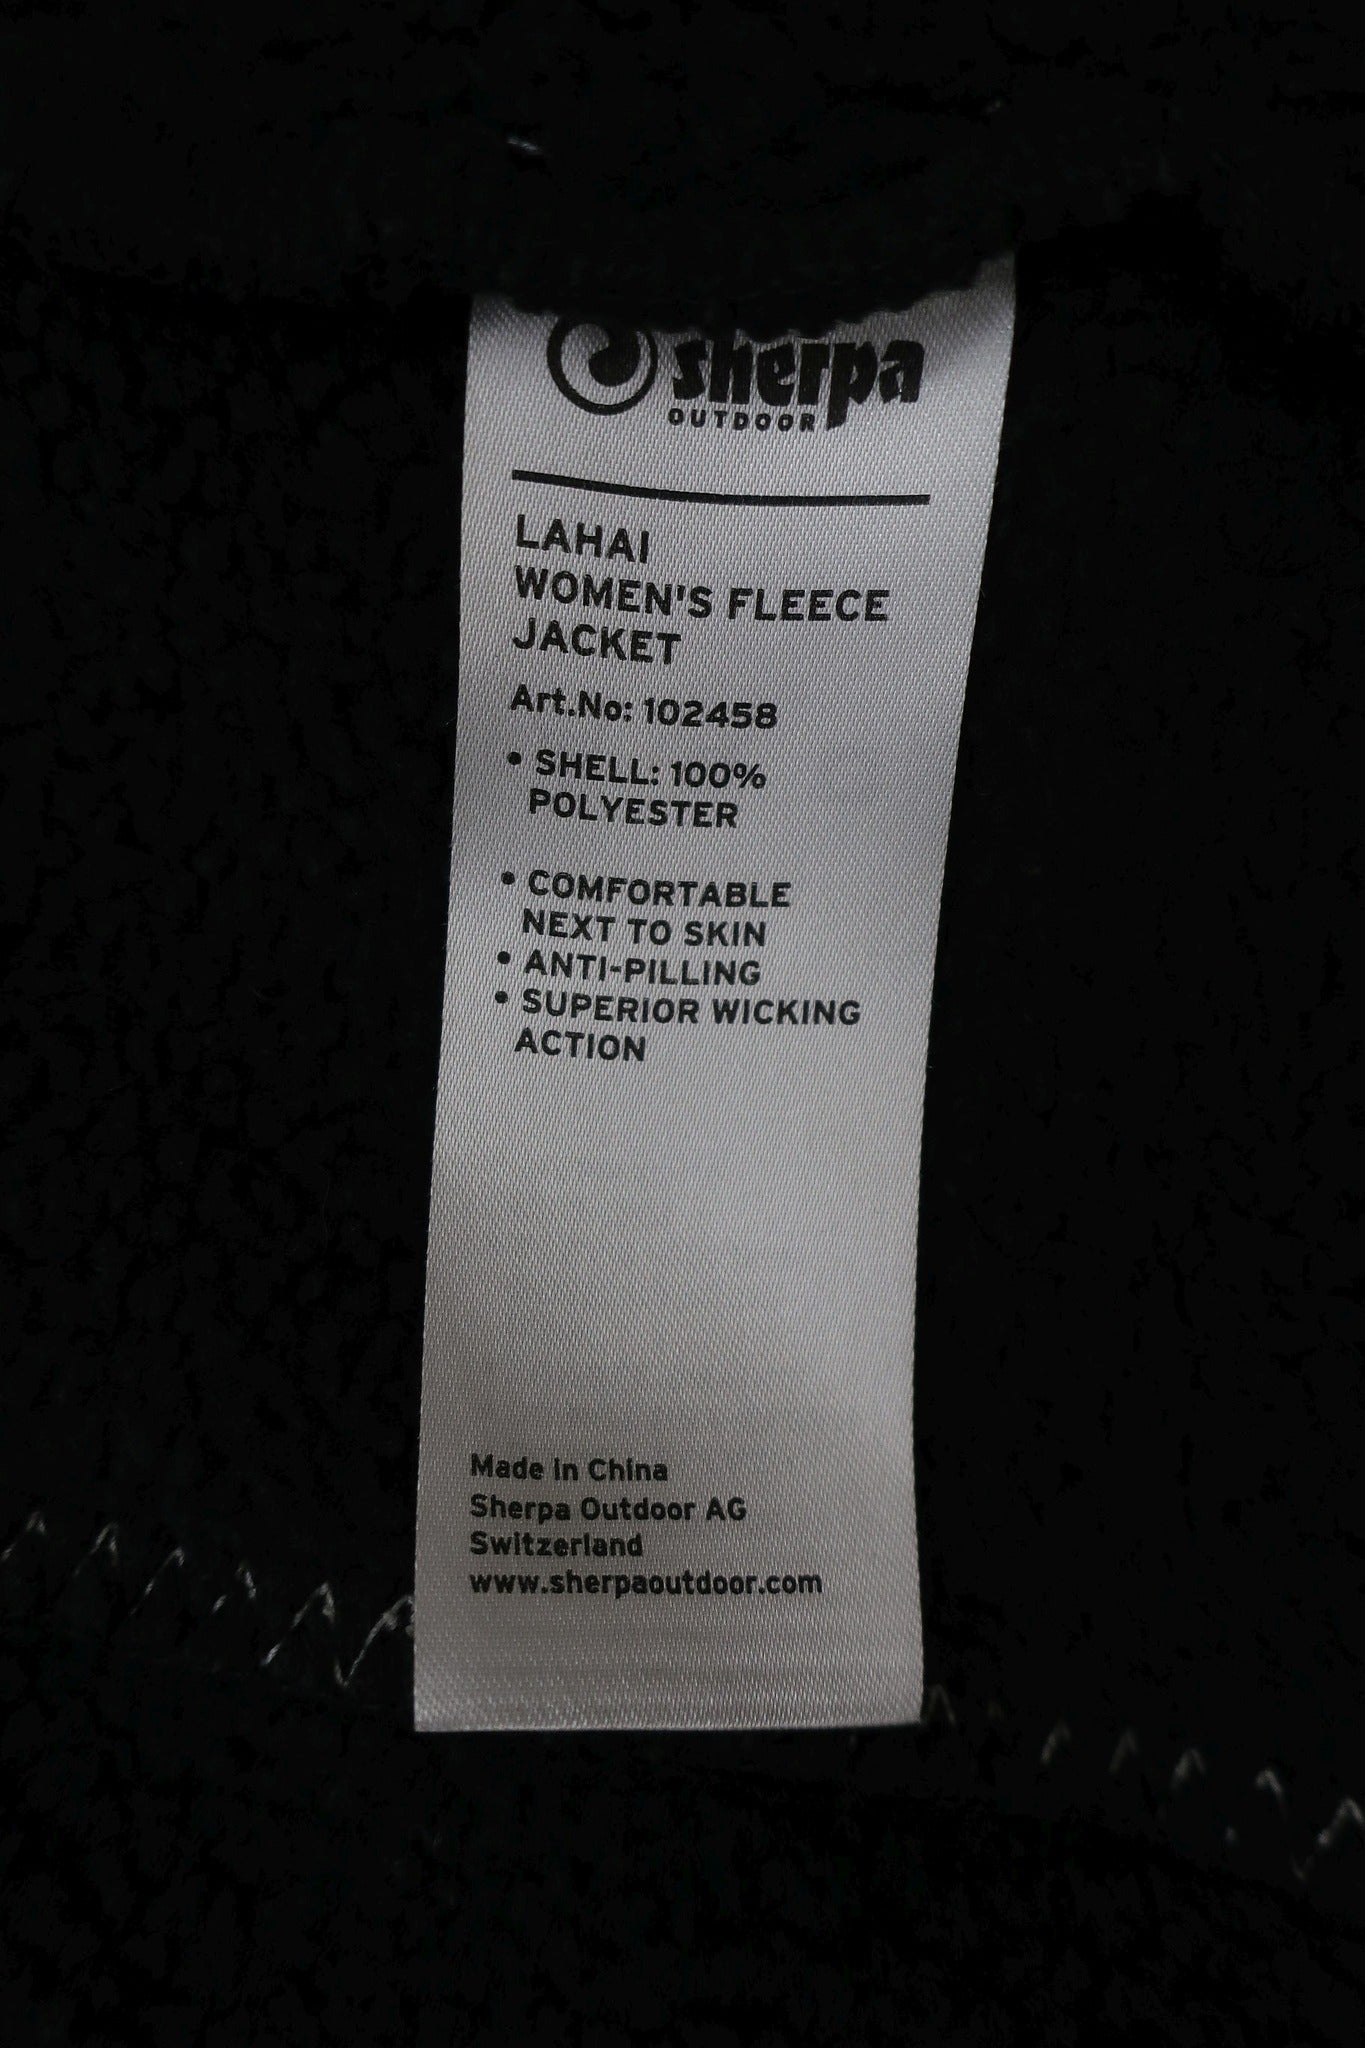 sherpa
OUTDOOR
LAHAI
WOMEN'S FLEECE
JACKET
Art.No: 102458
• SHELL: 100%
POLYESTER
• COMFORTABLE
NEXT TO SKIN
• ANTI-PILLING
• SUPERIOR WICKING
ACTION
Made in China
Sherpa Outdoor AG
Switzerland
www.sherpaoutdoor.com